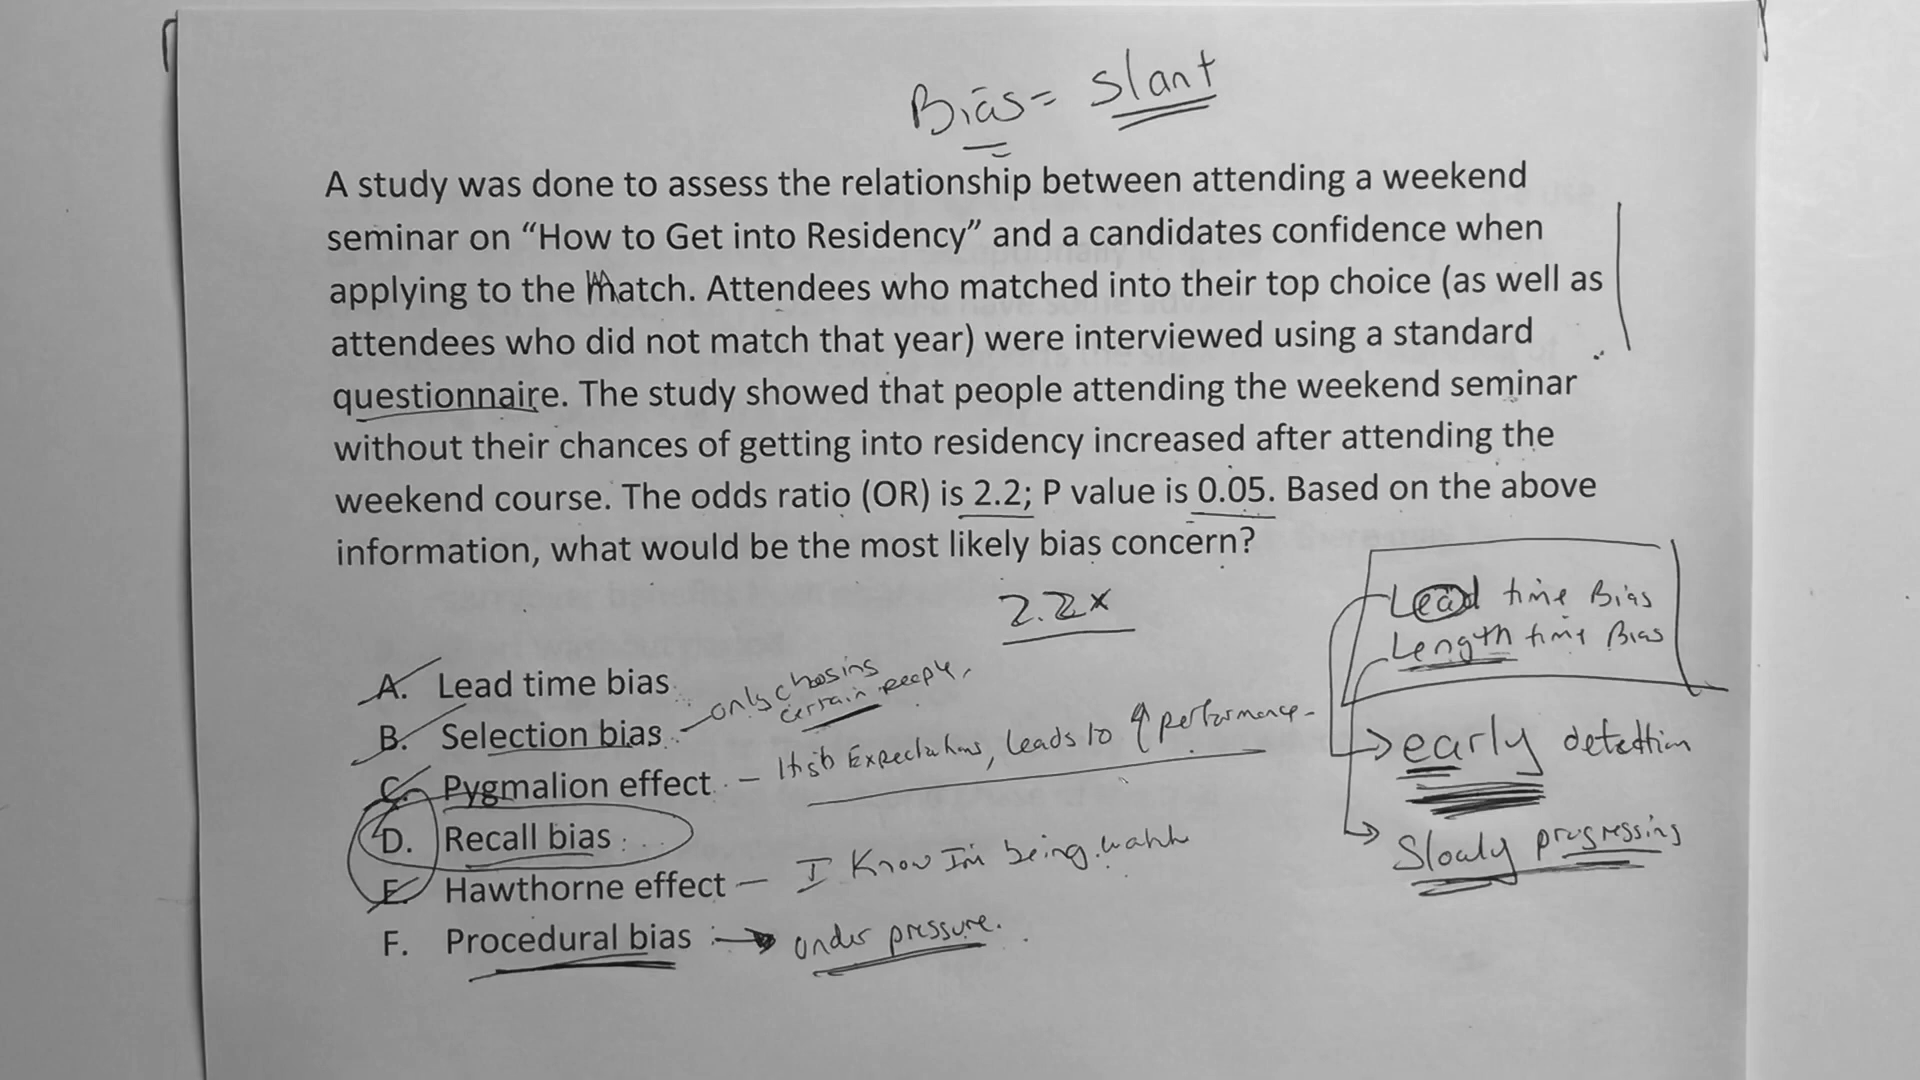 Bias = slant
A study was done to assess the relationship between attending a weekend
seminar on “How to Get into Residency” and a candidates confidence when
applying to the Match. Attendees who matched into their top choice (as well as
attendees who did not match that year) were interviewed using a standard
questionnaire. The study showed that people attending the weekend seminar
without their chances of getting into residency increased after attending the
weekend course. The odds ratio (OR) is 2.2; P value is 0.05. Based on the above
information, what would be the most likely bias concern?
2.2x
Lead time Bias
Length time Bias
early detection
Slowly progressing
A. Lead time bias
B. Selection bias - only choosing certain people.
C. Pygmalion effect - High Expectations, leads to ↑ performance-
D. Recall bias
E. Hawthorne effect - I Know I'm being
F. Procedural bias → under pressure.